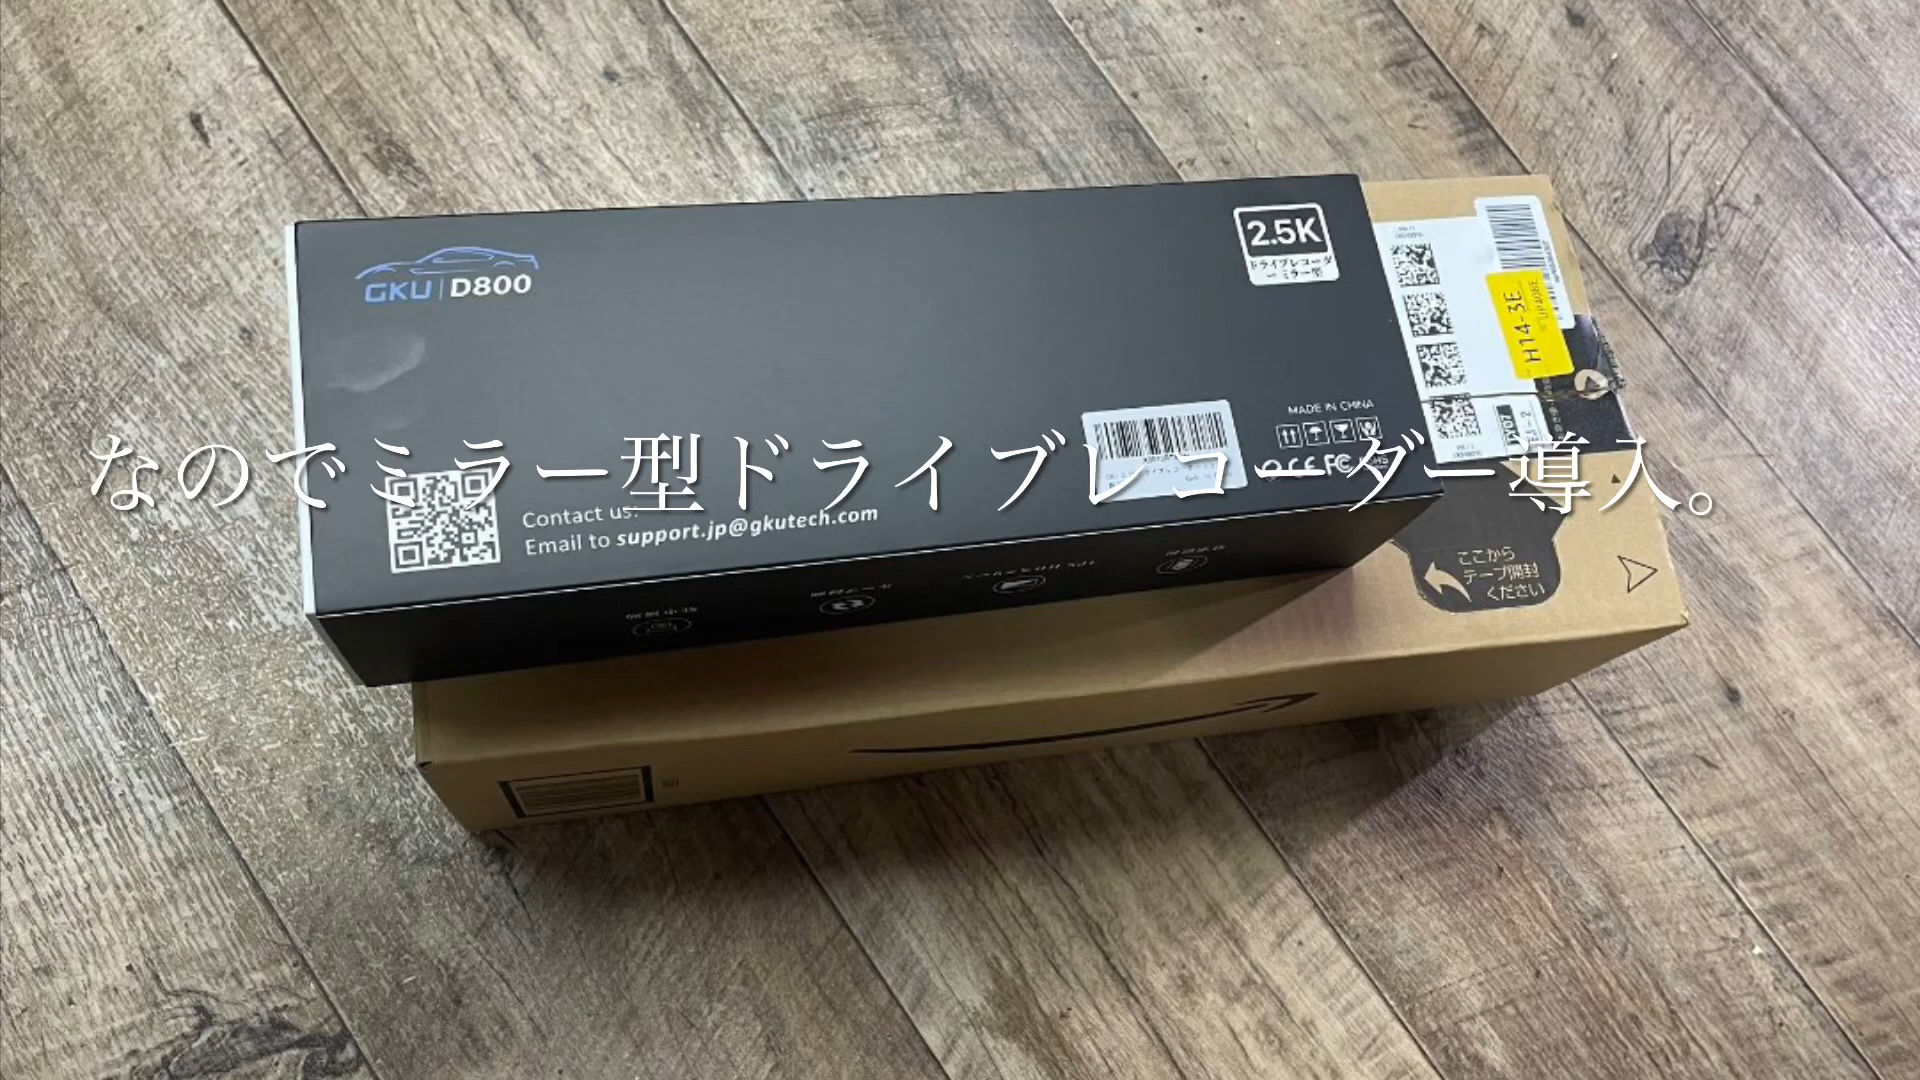 GKU D800
2.5K
ドライブレコーダ
ー ミラー型
H14-3E
MADE IN CHINA
なのでミラー型ドライブレコーダー導入。
Contact us:
Email to support.jp@gkutech.com
ここから
テープ開封
ください